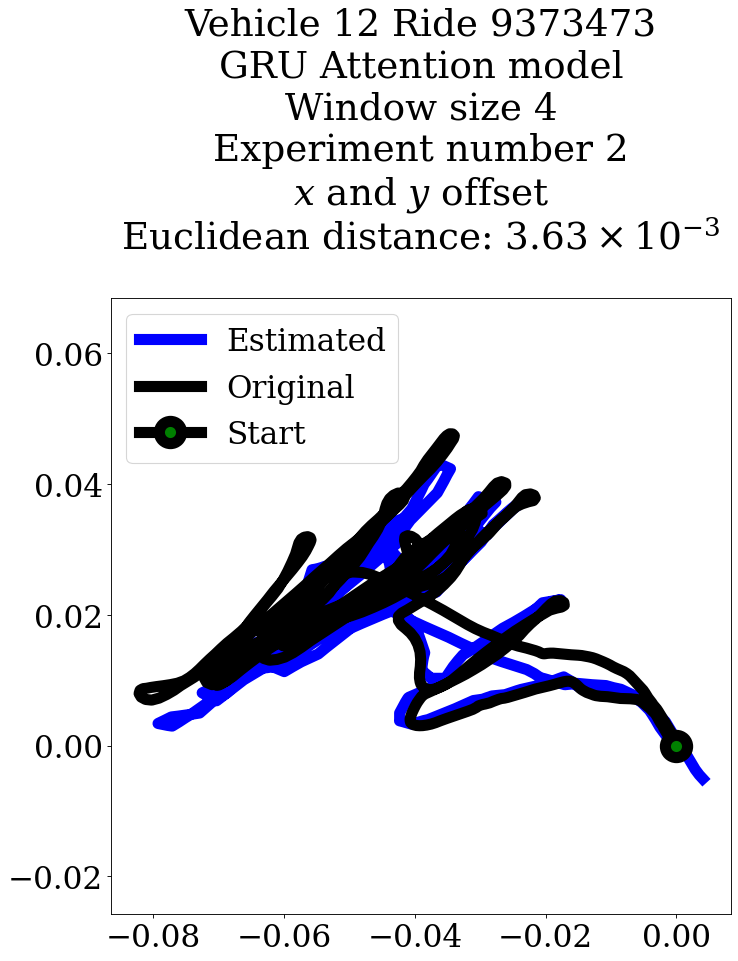 Vehicle 12 Ride 9373473
GRU Attention model
Window size 4
Experiment number 2
x and y offset
Euclidean distance: 3.63 × 10⁻³
Estimated
Original
Start
0.06
0.04
0.02
0.00
−0.02
−0.08 −0.06 −0.04 −0.02 0.00